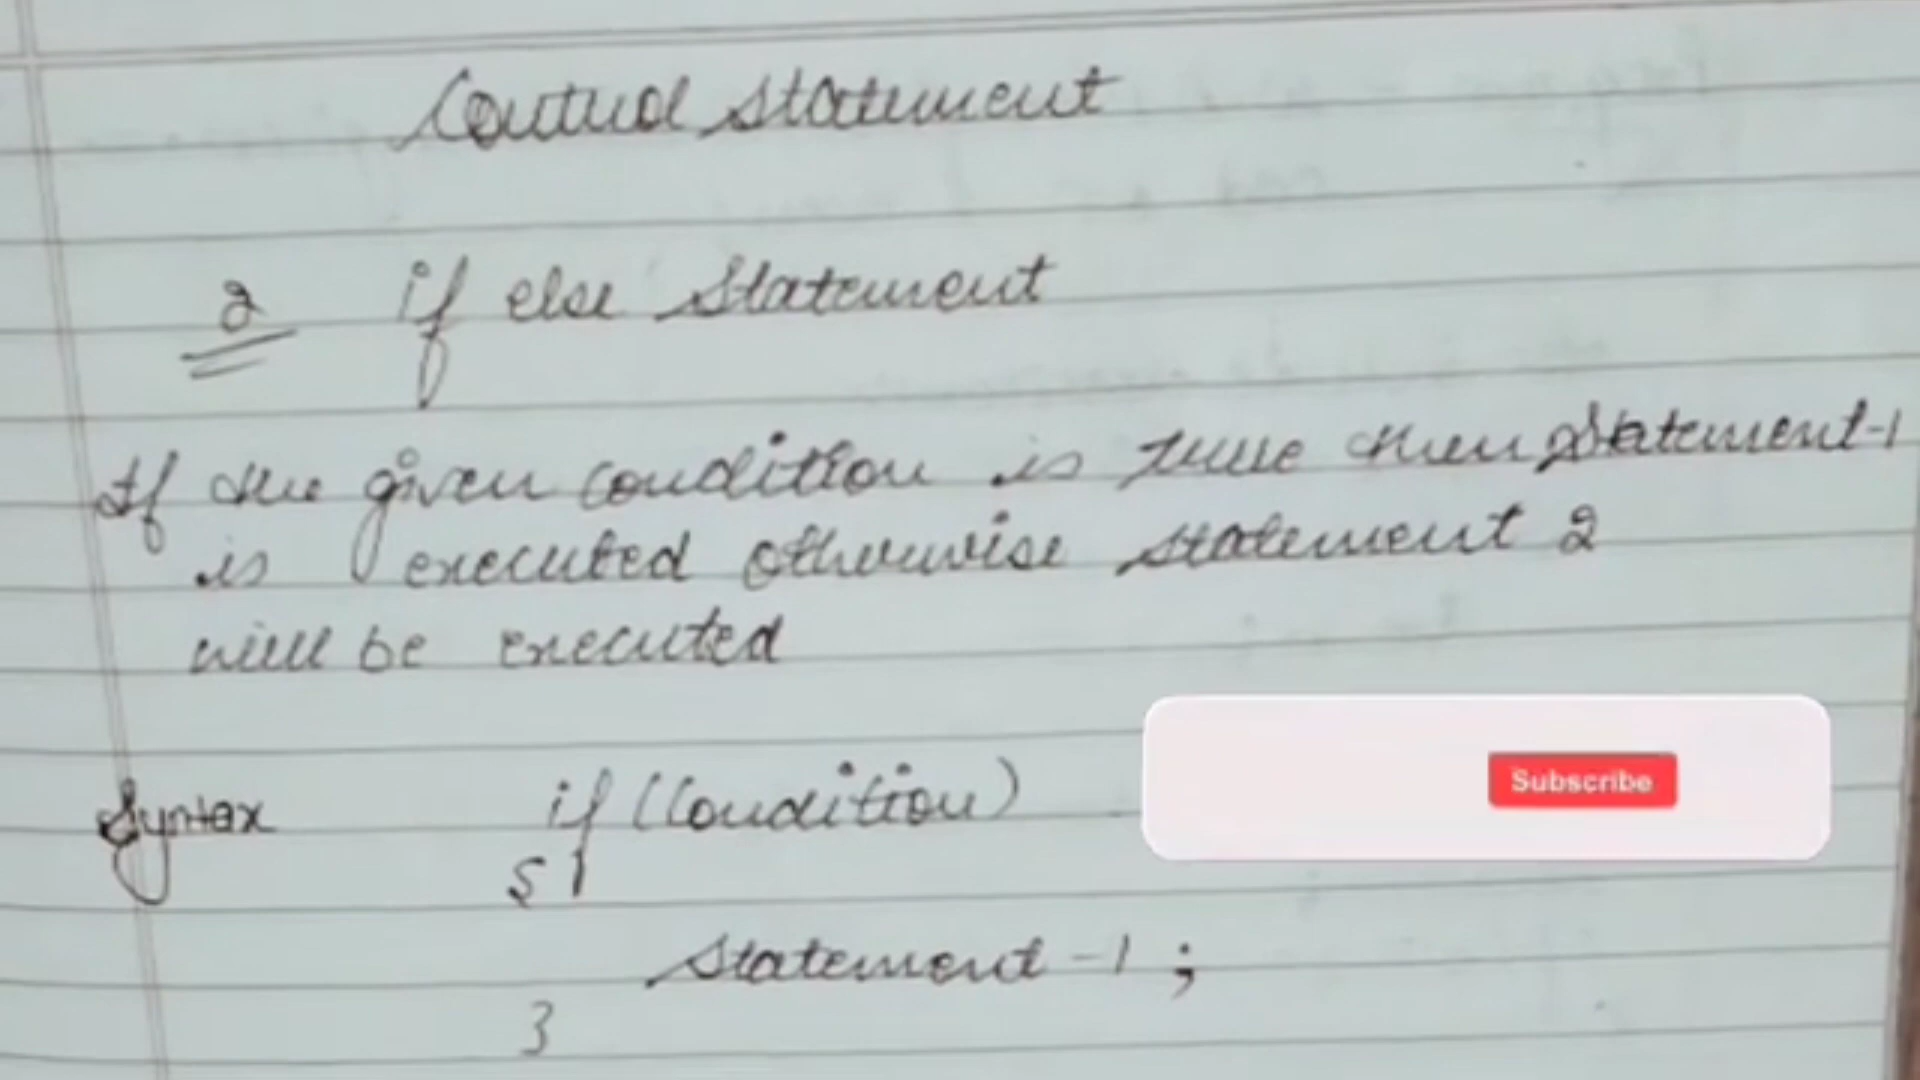 Control Statement
2 if else Statement
If the given condition is true then Statement-1
is executed otherwise statement 2
will be executed
Syntax if (Condition)
{
Statement-1 ;
}
Subscribe